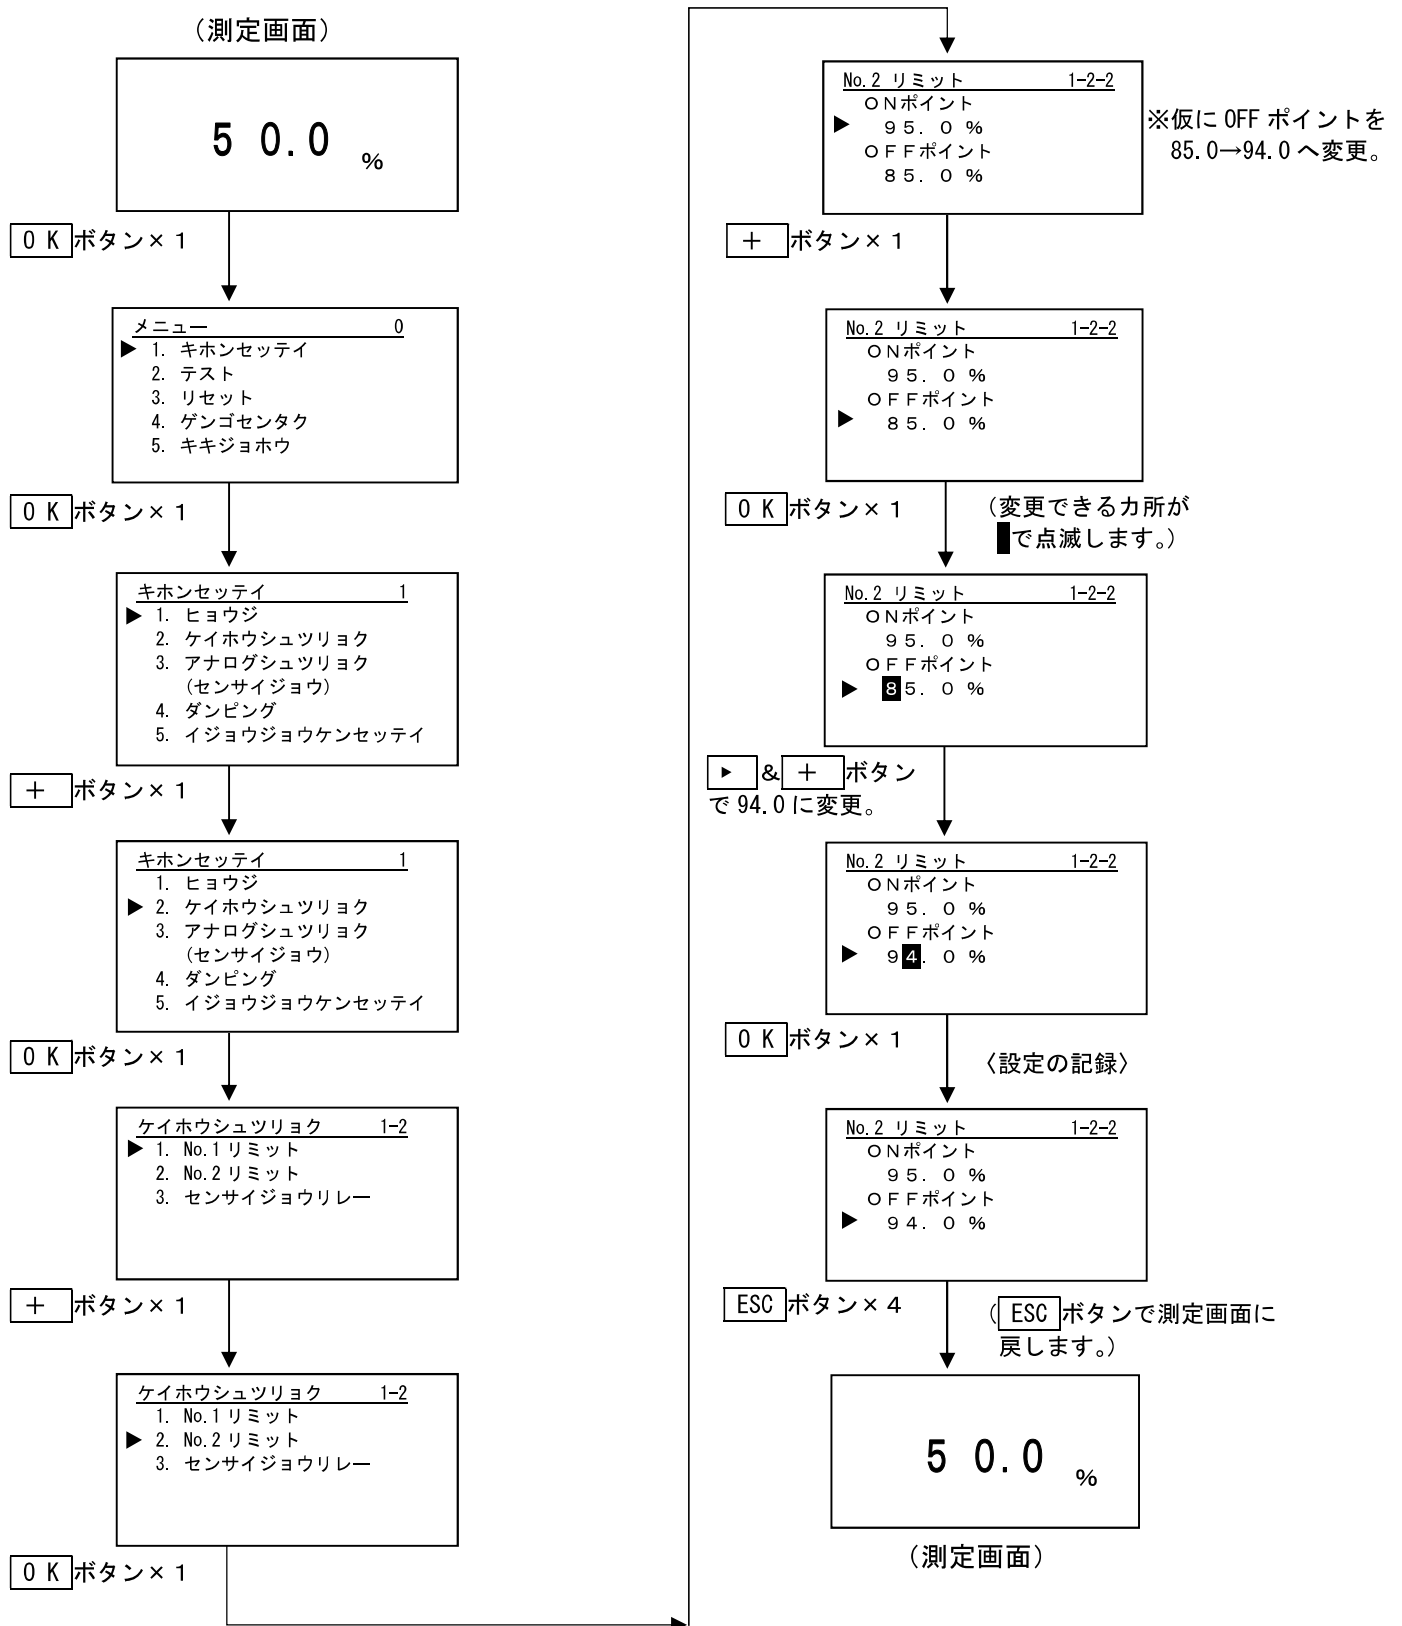 （測定画面）
５０.０ %
ＯＫ ボタン×１
メニュー 0
▶ 1. キホンセッテイ
2. テスト
3. リセット
4. ゲンゴセンタク
5. キキジョホウ
ＯＫ ボタン×１
キホンセッテイ 1
▶ 1. ヒョウジ
2. ケイホウシュツリョク
3. アナログシュツリョク
(センサイジョウ)
4. ダンピング
5. イジョウジョウケンセッテイ
＋ ボタン×１
キホンセッテイ 1
1. ヒョウジ
▶ 2. ケイホウシュツリョク
3. アナログシュツリョク
(センサイジョウ)
4. ダンピング
5. イジョウジョウケンセッテイ
ＯＫ ボタン×１
ケイホウシュツリョク 1-2
▶ 1. No.1リミット
2. No.2リミット
3. センサイジョウリレー
＋ ボタン×１
ケイホウシュツリョク 1-2
1. No.1リミット
▶ 2. No.2リミット
3. センサイジョウリレー
ＯＫ ボタン×１
No.2 リミット 1-2-2
ＯＮポイント
▶ ９５.０％
ＯＦＦポイント
８５.０％
※仮に OFF ポイントを
85.0→94.0 へ変更。
＋ ボタン×１
No.2 リミット 1-2-2
ＯＮポイント
９５.０％
ＯＦＦポイント
▶ ８５.０％
ＯＫ ボタン×１
（変更できるカ所が
█で点滅します。）
No.2 リミット 1-2-2
ＯＮポイント
９５.０％
ＯＦＦポイント
▶ ８５.０％
▶ & ＋ ボタン
で 94.0 に変更。
No.2 リミット 1-2-2
ＯＮポイント
９５.０％
ＯＦＦポイント
▶ ９４.０％
ＯＫ ボタン×１
〈設定の記録〉
No.2 リミット 1-2-2
ＯＮポイント
９５.０％
ＯＦＦポイント
▶ ９４.０％
ESC ボタン×４
（ ESC ボタンで測定画面に
戻します。）
５０.０ %
（測定画面）